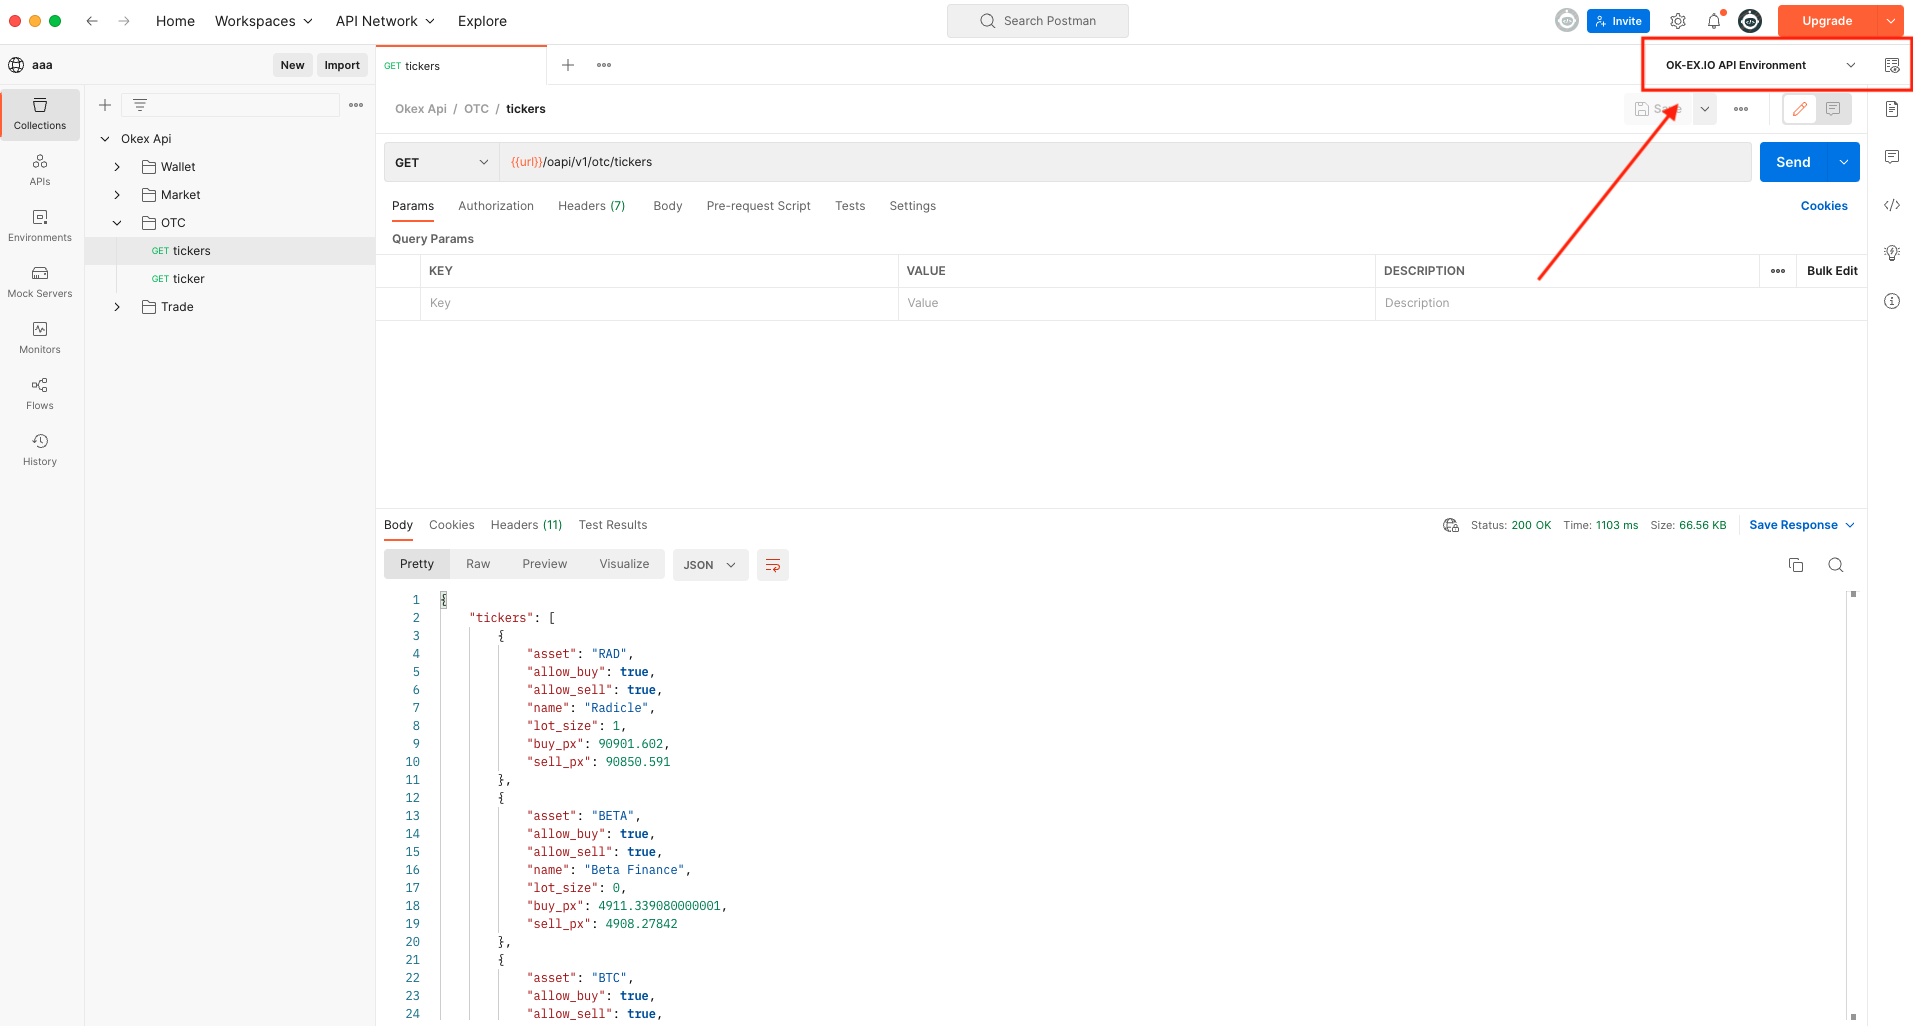 Home Workspaces API Network Explore Search Postman Invite Upgrade
aaa New Import GET tickers OK-EX.IO API Environment
Collections
APIs
Environments
Mock Servers
Monitors
Flows
History
Okex Api
Wallet
Market
OTC
GET tickers
GET ticker
Trade
Okex Api / OTC / tickers Save
GET {{url}}/oapi/v1/otc/tickers Send
Params Authorization Headers (7) Body Pre-request Script Tests Settings Cookies
Query Params
KEY VALUE DESCRIPTION Bulk Edit
Key Value Description
Body Cookies Headers (11) Test Results Status: 200 OK Time: 1103 ms Size: 66.56 KB Save Response
Pretty Raw Preview Visualize JSON
1 {
2 "tickers": [
3 {
4 "asset": "RAD",
5 "allow_buy": true,
6 "allow_sell": true,
7 "name": "Radicle",
8 "lot_size": 1,
9 "buy_px": 90901.602,
10 "sell_px": 90850.591
11 },
12 {
13 "asset": "BETA",
14 "allow_buy": true,
15 "allow_sell": true,
16 "name": "Beta Finance",
17 "lot_size": 0,
18 "buy_px": 4911.339080000001,
19 "sell_px": 4908.27842
20 },
21 {
22 "asset": "BTC",
23 "allow_buy": true,
24 "allow_sell": true,